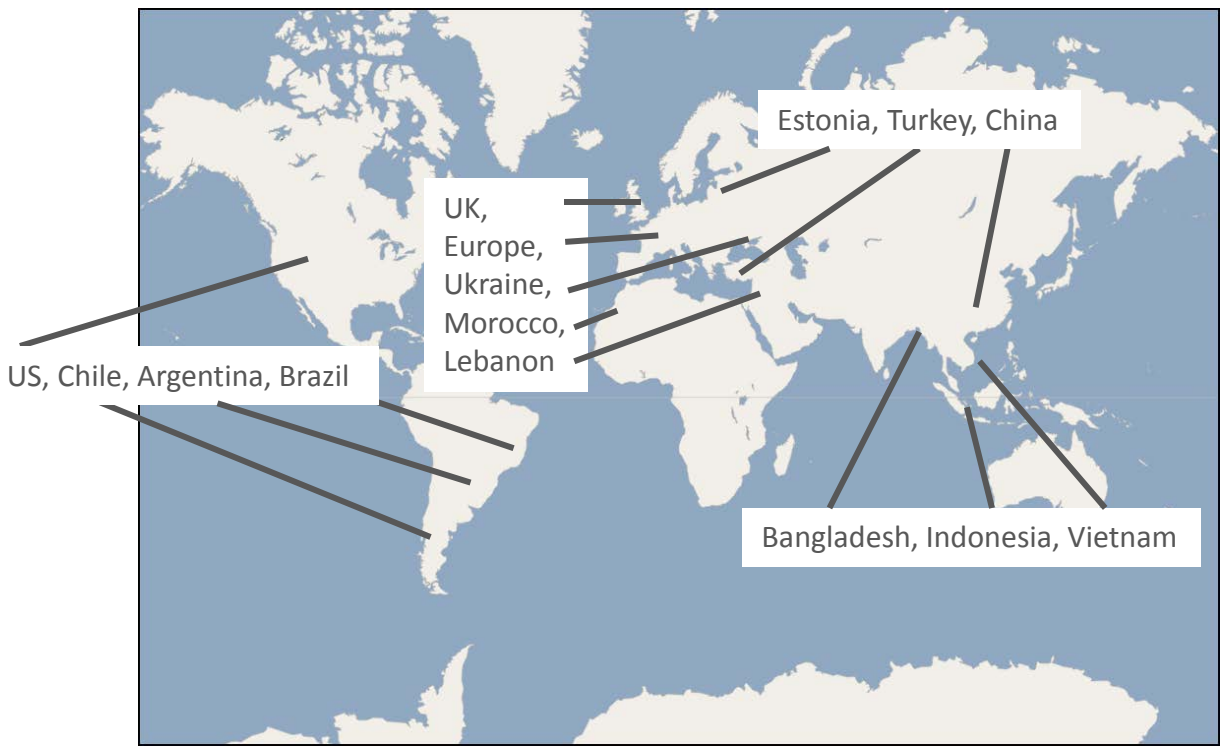 Estonia, Turkey, China
UK,
Europe,
Ukraine,
Morocco,
Lebanon
US, Chile, Argentina, Brazil
Bangladesh, Indonesia, Vietnam